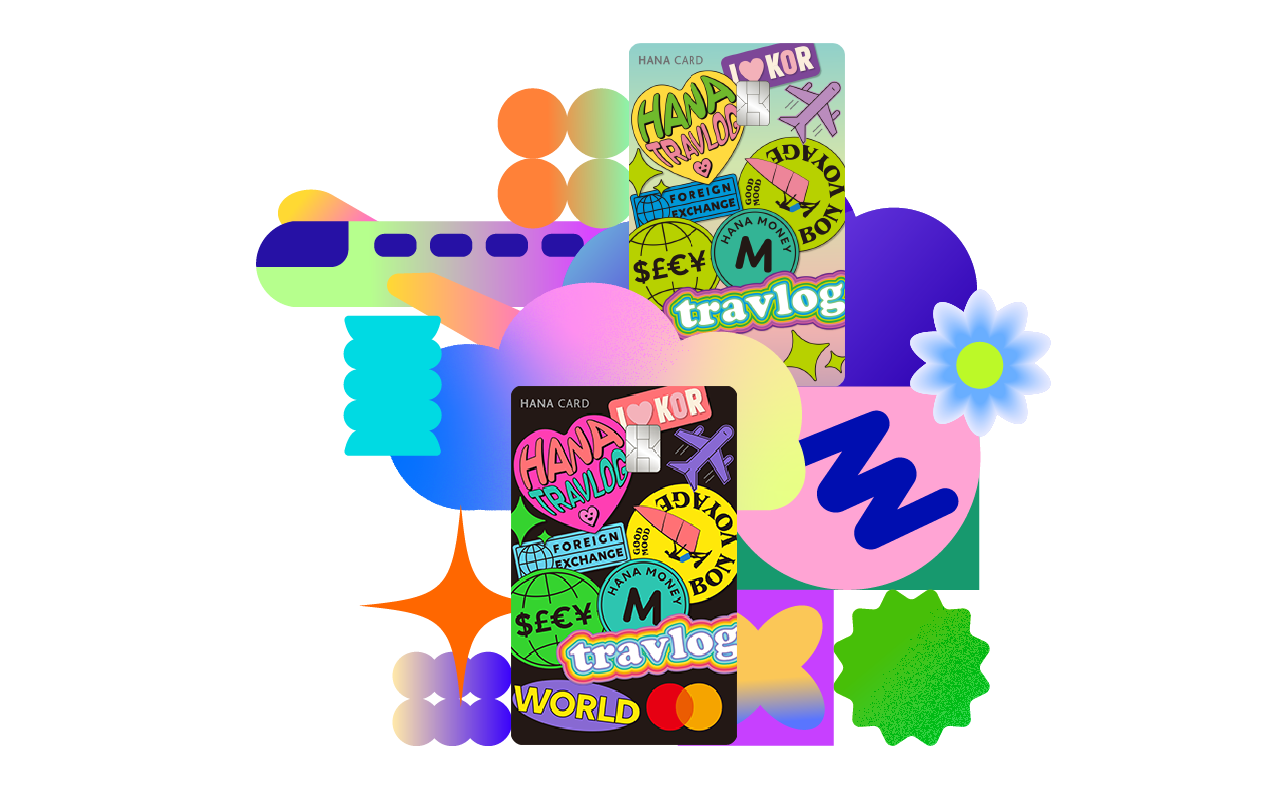 HANA CARD
I KOR
HANA
TRAVLOG
BON VOYAGE
GOOD
MOOD
FOREIGN
EXCHANGE
HANA MONEY
M
$£€¥
travlog
HANA CARD
I KOR
HANA
TRAVLOG
BON VOYAGE
GOOD
MOOD
FOREIGN
EXCHANGE
HANA MONEY
M
$£€¥
travlog
WORLD